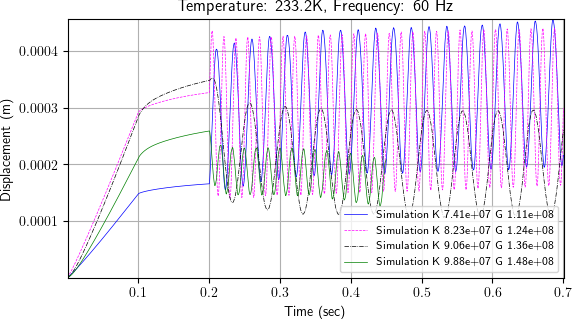 Temperature: 233.2K, Frequency: 60 Hz
Displacement (m)
0.0004
0.0003
0.0002
0.0001
Simulation K 7.41e+07 G 1.11e+08
Simulation K 8.23e+07 G 1.24e+08
Simulation K 9.06e+07 G 1.36e+08
Simulation K 9.88e+07 G 1.48e+08
0.1 0.2 0.3 0.4 0.5 0.6 0.7
Time (sec)